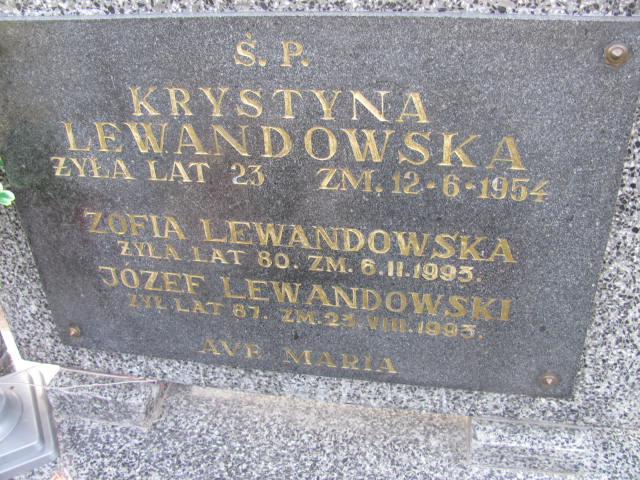 Ś. P.
KRYSTYNA
LEWANDOWSKA
ŻYŁA LAT 23 ZM. 12-6-1954
ZOFIA LEWANDOWSKA
ŻYŁA LAT 80. ZM. 6.II.1993.
JÓZEF LEWANDOWSKI
ŻYŁ LAT 87. ZM. 23.VIII.1993.
AVE MARIA